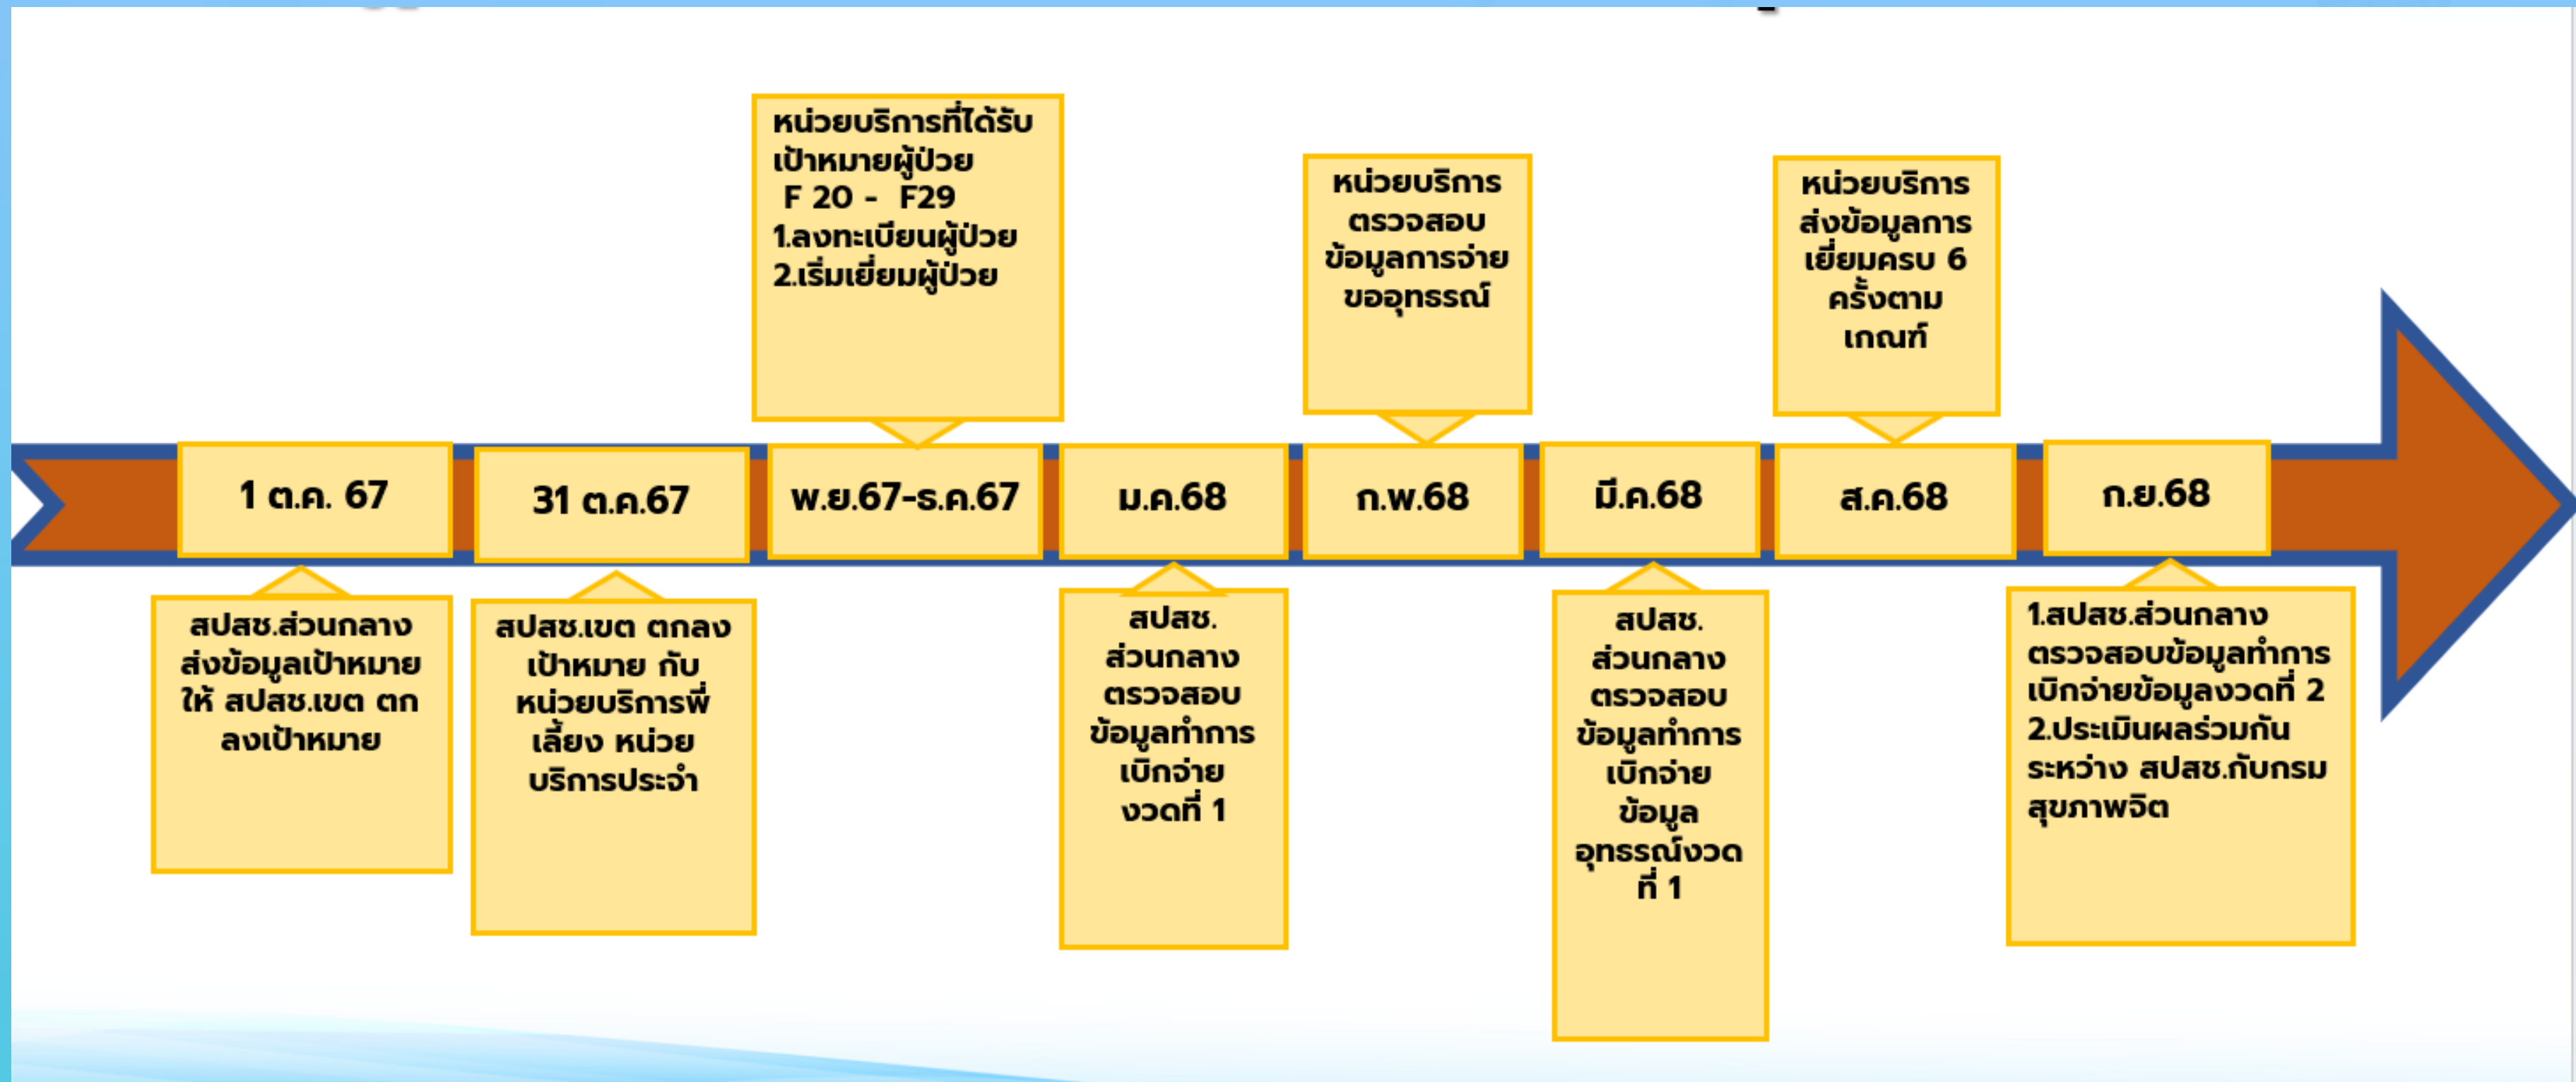 หน่วยบริการที่ได้รับ
เป้าหมายผู้ป่วย
F 20 - F29
1.ลงทะเบียนผู้ป่วย
2.เริ่มเยี่ยมผู้ป่วย
หน่วยบริการ
ตรวจสอบ
ข้อมูลการจ่าย
ขออุทธรณ์
หน่วยบริการ
ส่งข้อมูลการ
เยี่ยมครบ 6
ครั้งตาม
เกณฑ์
1 ต.ค. 67
31 ต.ค.67
พ.ย.67-ธ.ค.67
ม.ค.68
ก.พ.68
มี.ค.68
ส.ค.68
ก.ย.68
สปสช.ส่วนกลาง
ส่งข้อมูลเป้าหมาย
ให้ สปสช.เขต ตก
ลงเป้าหมาย
สปสช.เขต ตกลง
เป้าหมาย กับ
หน่วยบริการพี่
เลี้ยง หน่วย
บริการประจำ
สปสช.
ส่วนกลาง
ตรวจสอบ
ข้อมูลทำการ
เบิกจ่าย
งวดที่ 1
สปสช.
ส่วนกลาง
ตรวจสอบ
ข้อมูลทำการ
เบิกจ่าย
ข้อมูล
อุทธรณ์งวด
ที่ 1
1.สปสช.ส่วนกลาง
ตรวจสอบข้อมูลทำการ
เบิกจ่ายข้อมูลงวดที่ 2
2.ประเมินผลร่วมกัน
ระหว่าง สปสช.กับกรม
สุขภาพจิต